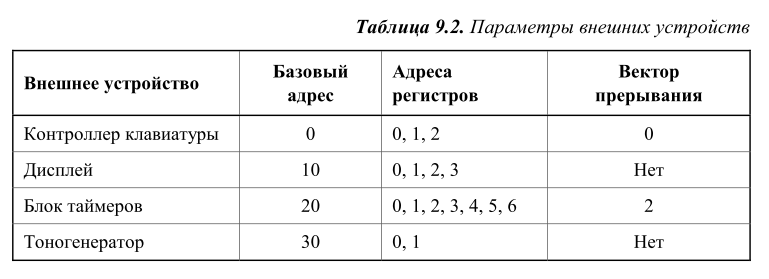 Таблица 9.2. Параметры внешних устройств
Внешнее устройство Базовый адрес Адреса регистров Вектор прерывания
Контроллер клавиатуры 0 0, 1, 2 0
Дисплей 10 0, 1, 2, 3 Нет
Блок таймеров 20 0, 1, 2, 3, 4, 5, 6 2
Тоногенератор 30 0, 1 Нет